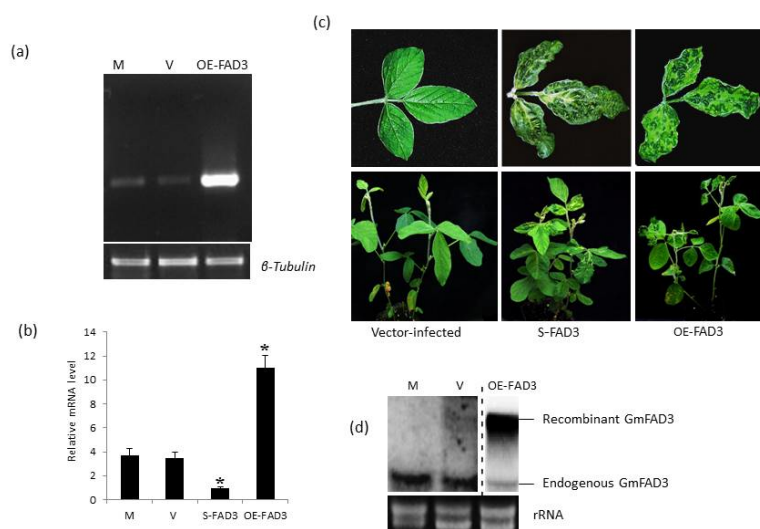 (a)
M V OE-FAD3
β-Tubulin
(b)
Relative mRNA level
14
12
10
8
6
4
2
0
*
*
M V S-FAD3 OE-FAD3
(c)
Vector-infected S-FAD3 OE-FAD3
(d)
M V OE-FAD3
Recombinant GmFAD3
Endogenous GmFAD3
rRNA